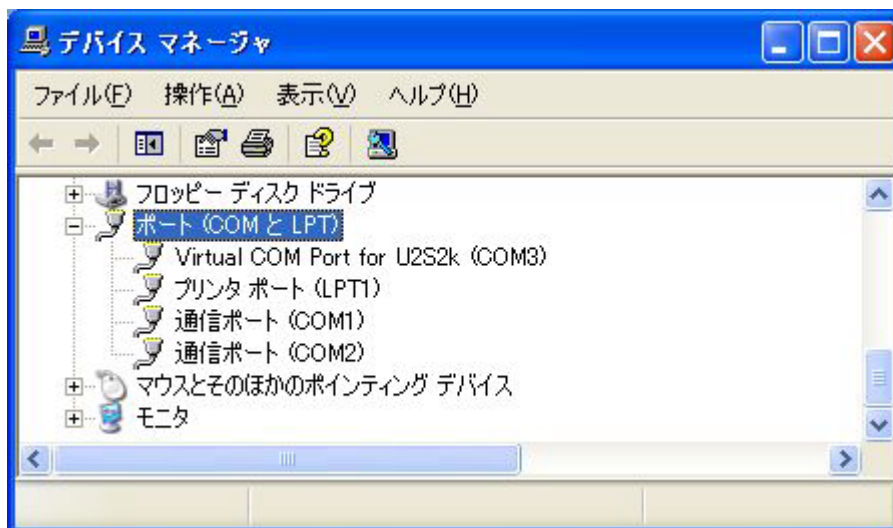 デバイス マネージャ
ファイル(F) 操作(A) 表示(V) ヘルプ(H)
フロッピー ディスク ドライブ
ポート (COM と LPT)
Virtual COM Port for U2S2k (COM3)
プリンタ ポート (LPT1)
通信ポート (COM1)
通信ポート (COM2)
マウスとそのほかのポインティング デバイス
モニタ